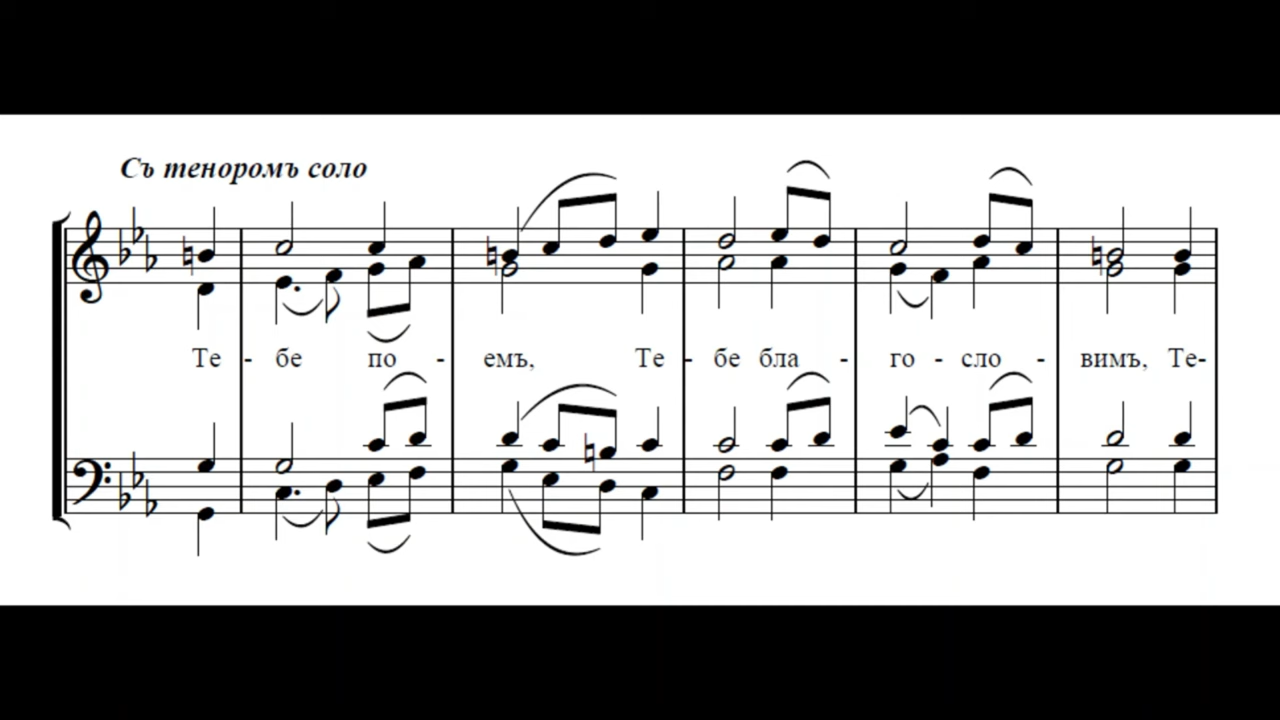 Съ теноромъ соло
Те - бе по - емъ, Те - бе бла - го - сло - вимъ, Те-